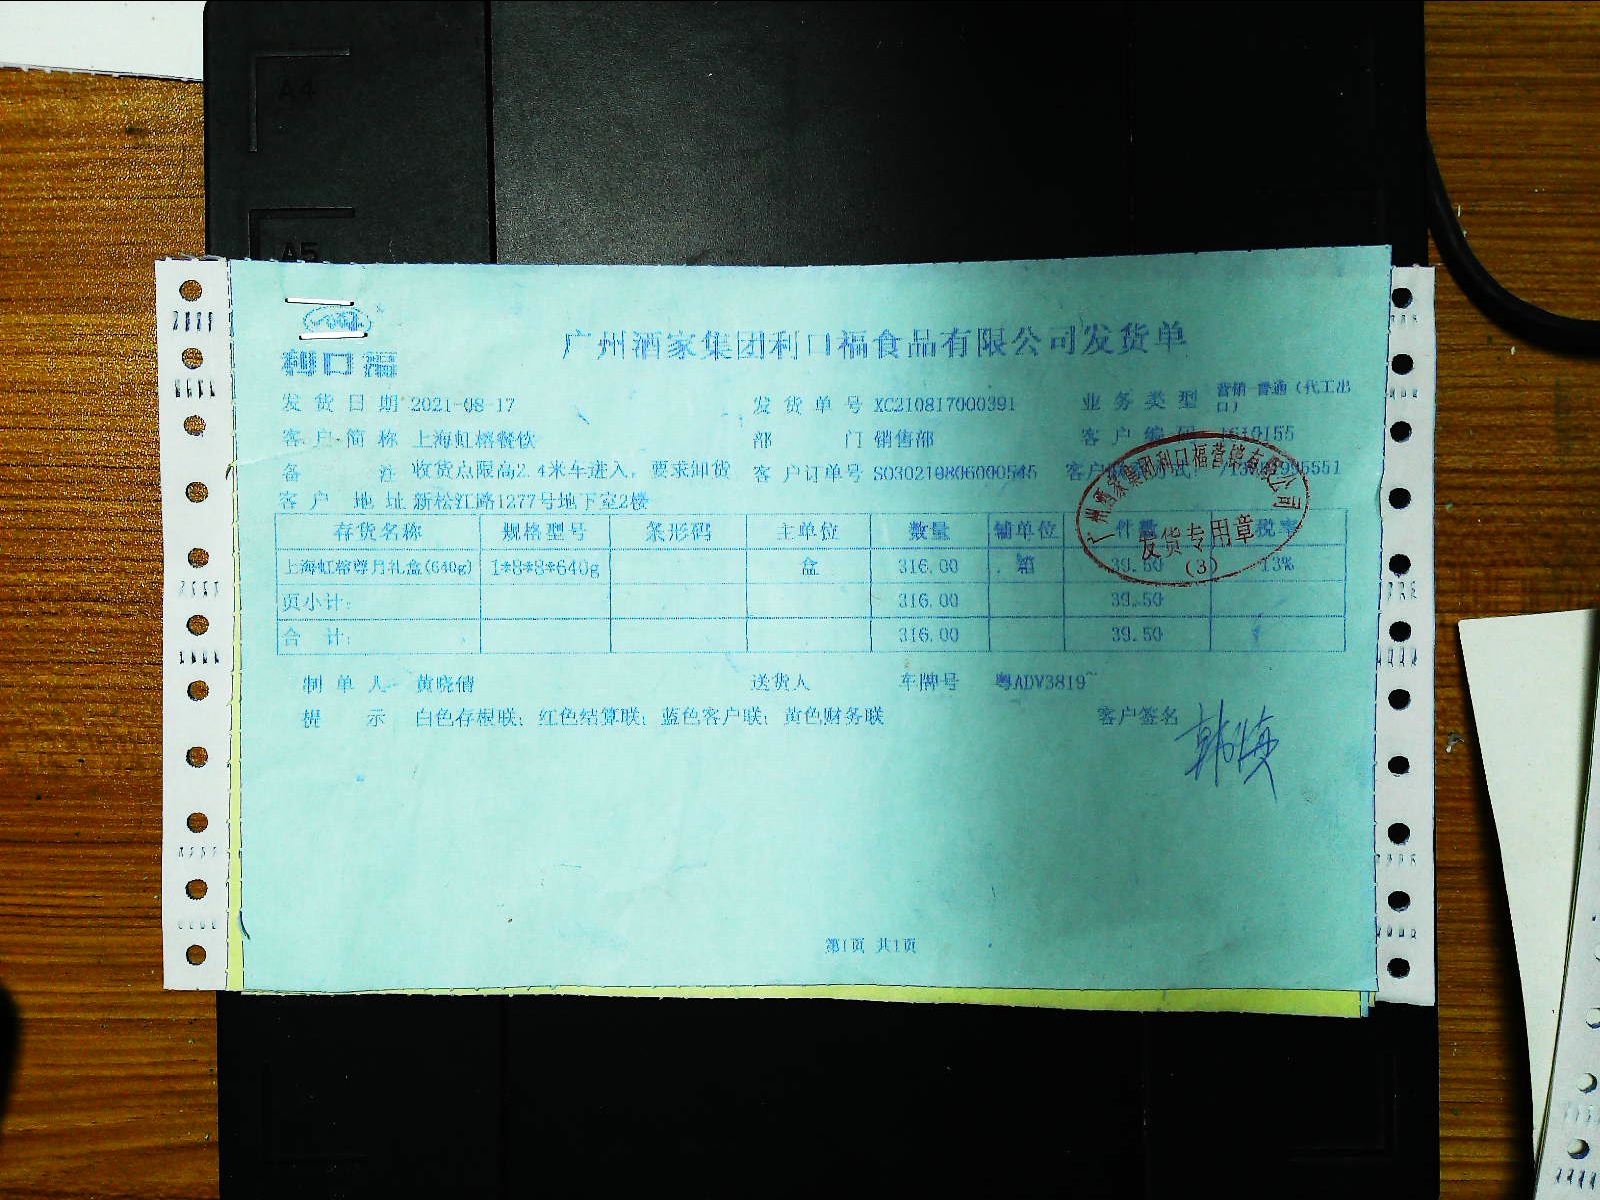 A4
A5
利口福
广州酒家集团利口福食品有限公司发货单
发货日期 2021-08-17 发货单号 XC210817000391 业务类型 营销-普通（代工出口）
客户简称 上海虹榕餐饮 部门 销售部 客户编码
备注 收货点限高2.4米车进入，要来卸货 客户订单号 SO30210806000545
客户地址 新松江路1277号地下室2楼
广州酒家集团利口福营销有限公司
发货专用章
(3)
存货名称 规格型号 条形码 主单位 数量 辅单位 件数 税率
上海虹榕尊月礼盒(640g) 1*8*8*640g 盒 316.00 箱 39.50 13%
页小计: 316.00 39.50
合计: 316.00 39.50
制单人 黄晓倩 送货人 车牌号 粤ADV3819
提示 白色存根联；红色结算联；蓝色客户联；黄色财务联 客户签名
第1页 共1页